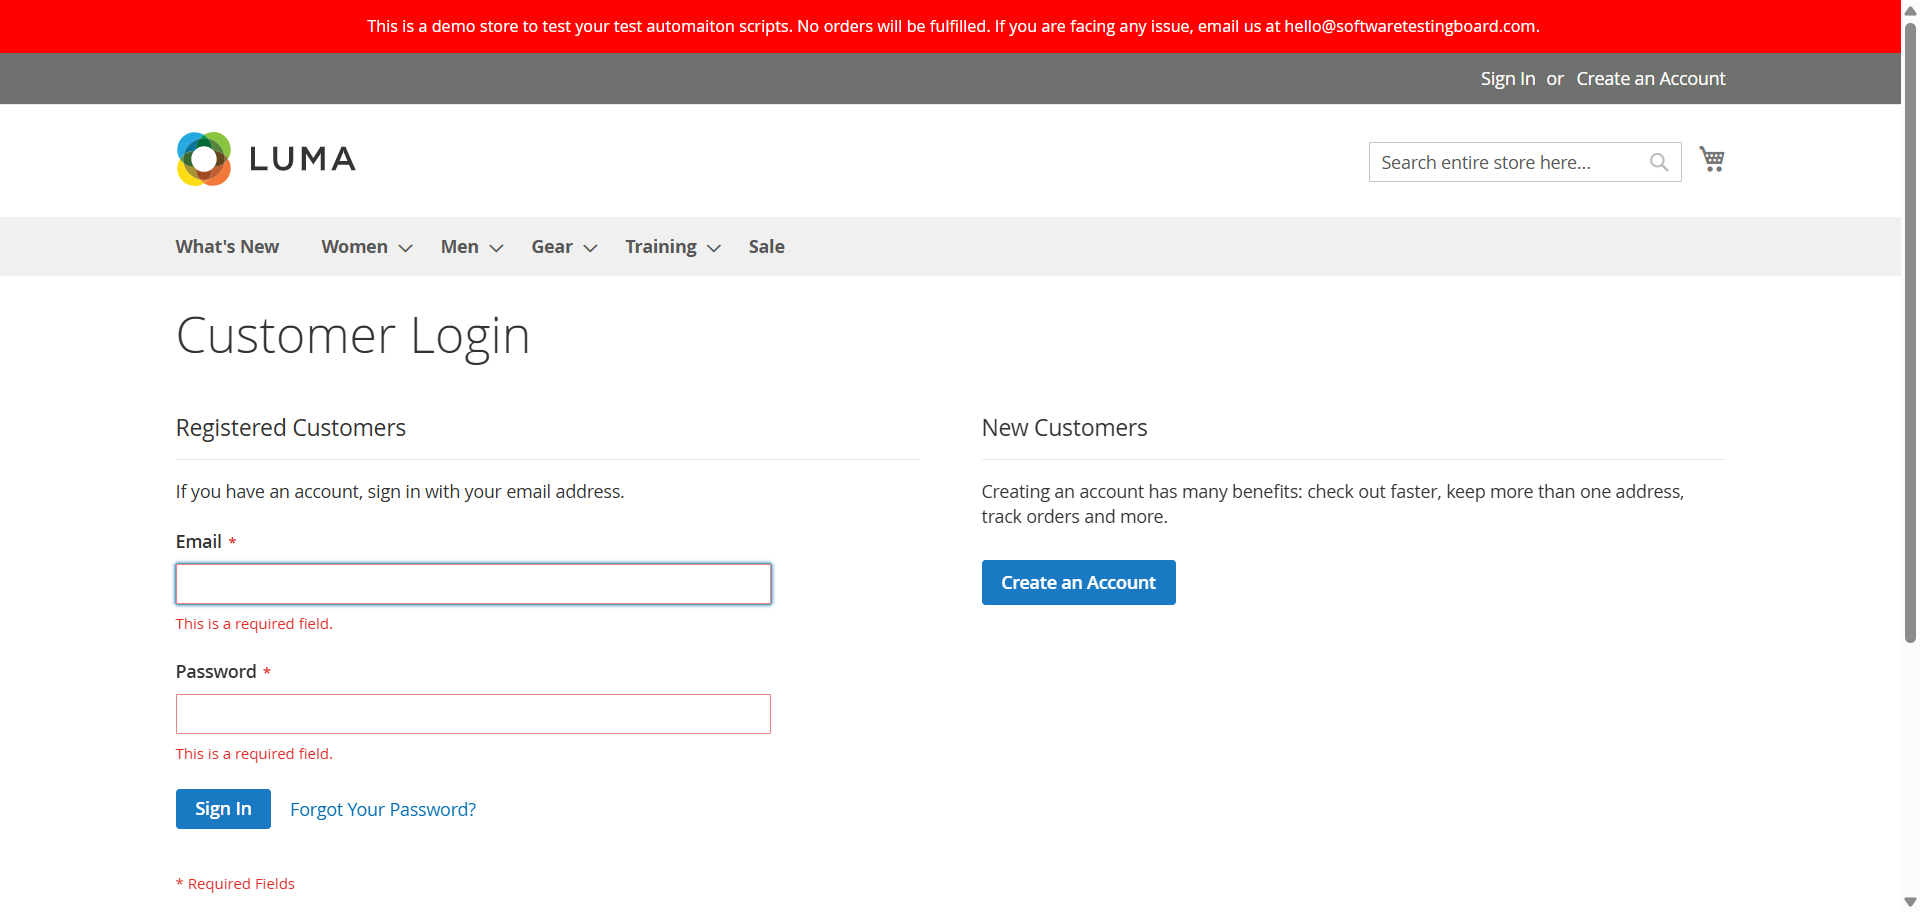 This is a demo store to test your test automaiton scripts. No orders will be fulfilled. If you are facing any issue, email us at hello@softwaretestingboard.com.
Sign In or Create an Account
LUMA
Search entire store here...
What's New Women Men Gear Training Sale
Customer Login
Registered Customers
If you have an account, sign in with your email address.
Email *
This is a required field.
Password *
This is a required field.
Sign In Forgot Your Password?
* Required Fields
New Customers
Creating an account has many benefits: check out faster, keep more than one address,
track orders and more.
Create an Account